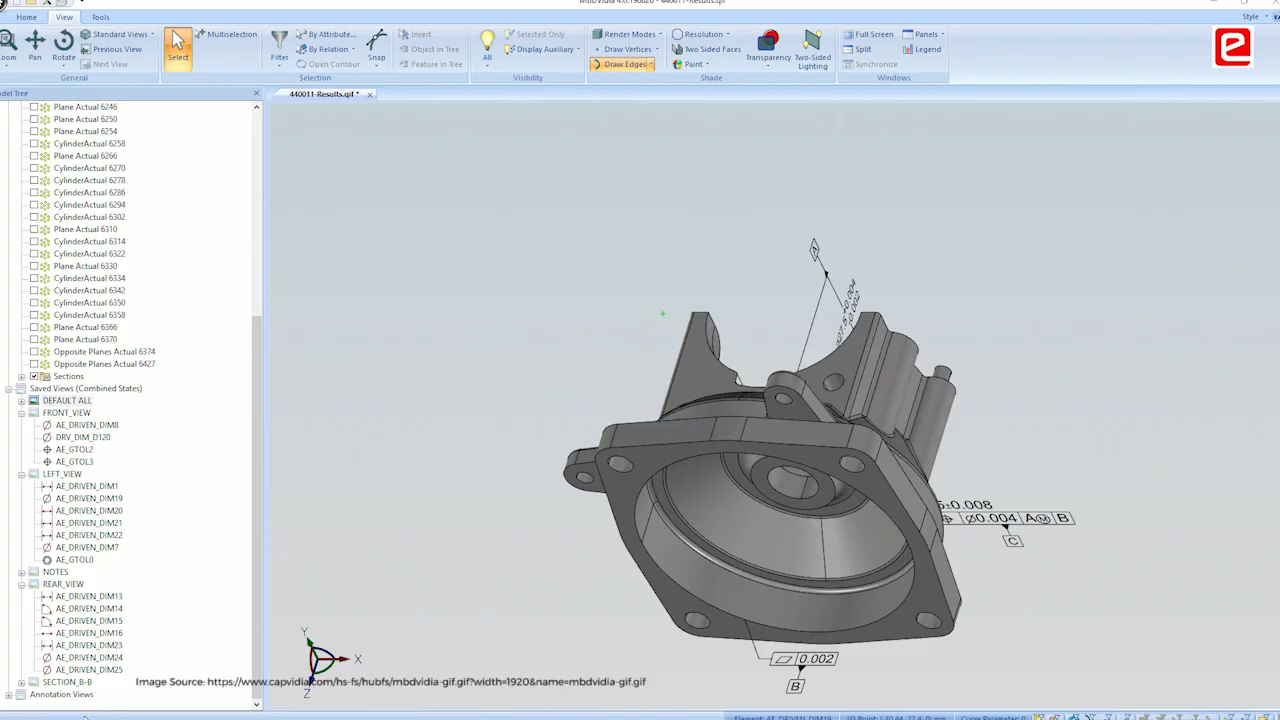 MBDVidia 4.0.190820 - 440011-Results.qif
Home View Tools Style
Zoom Pan Rotate Standard Views Previous View Next View General
Select Multiselection
Filter By Attribute... By Relation Open Contour Snap Invert Object in Tree Feature in Tree Selection
All Selected Only Display Auxiliary Visibility
Render Modes Draw Vertices Draw Edges Resolution Two Sided Faces Paint Transparency Two-Sided Lighting Shade
Full Screen Split Synchronize Panels Legend Windows
e
Model Tree
440011-Results.qif *
Plane Actual 6246
Plane Actual 6250
Plane Actual 6254
CylinderActual 6258
Plane Actual 6266
CylinderActual 6270
CylinderActual 6278
CylinderActual 6286
CylinderActual 6294
CylinderActual 6302
Plane Actual 6310
CylinderActual 6314
CylinderActual 6322
Plane Actual 6330
CylinderActual 6334
CylinderActual 6342
CylinderActual 6350
CylinderActual 6358
Plane Actual 6366
Plane Actual 6370
Opposite Planes Actual 6374
Opposite Planes Actual 6427
Sections
Saved Views (Combined States)
DEFAULT ALL
FRONT_VIEW
AE_DRIVEN_DIM8
DRV_DIM_D120
AE_GTOL2
AE_GTOL3
LEFT_VIEW
AE_DRIVEN_DIM1
AE_DRIVEN_DIM19
AE_DRIVEN_DIM20
AE_DRIVEN_DIM21
AE_DRIVEN_DIM22
AE_DRIVEN_DIM7
AE_GTOL0
NOTES
REAR_VIEW
AE_DRIVEN_DIM13
AE_DRIVEN_DIM14
AE_DRIVEN_DIM15
AE_DRIVEN_DIM16
AE_DRIVEN_DIM23
AE_DRIVEN_DIM24
AE_DRIVEN_DIM25
SECTION_B-B
Annotation Views
A
5±0.008
⌀0.004 AⓂ B
C
0.002
B
Y
X
Z
Image Source: https://www.capvidia.com/hs-fs/hubfs/mbdvidia-gif.gif?width=1920&name=mbdvidia-gif.gif
Element: AE_DRIVEN_DIM19
Curve Parameter: 0